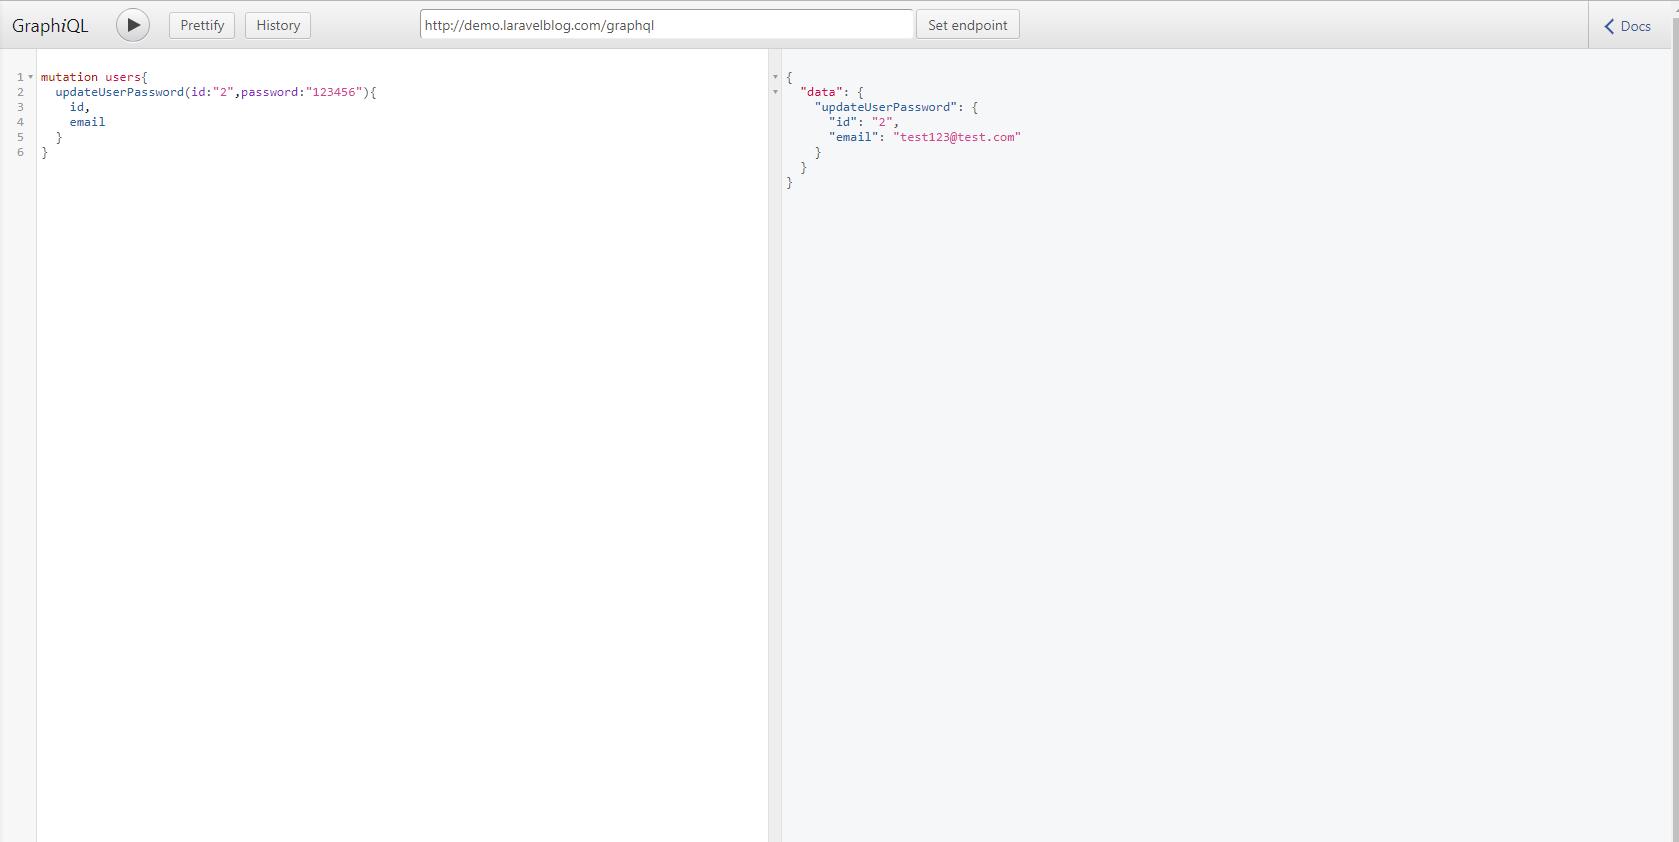 GraphiQL Prettify History http://demo.laravelblog.com/graphql Set endpoint Docs
1 mutation users{
2 updateUserPassword(id:"2",password:"123456"){
3 id,
4 email
5 }
6 }
{
"data": {
"updateUserPassword": {
"id": "2",
"email": "test123@test.com"
}
}
}